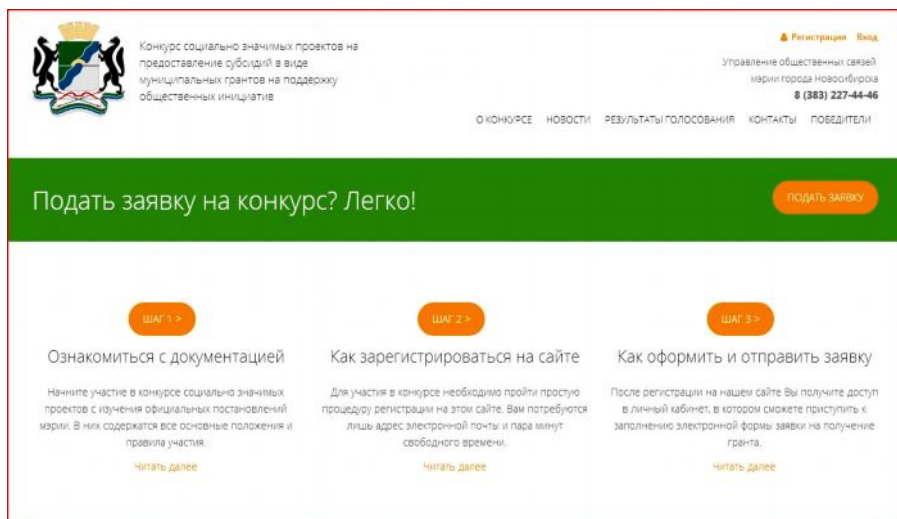 Конкурс социально значимых проектов на
предоставление субсидий в виде
муниципальных грантов на поддержку
общественных инициатив
Регистрация Вход
Управление общественных связей
мэрии города Новосибирска
8 (383) 227-44-46
О КОНКУРСЕ НОВОСТИ РЕЗУЛЬТАТЫ ГОЛОСОВАНИЯ КОНТАКТЫ ПОБЕДИТЕЛИ
Подать заявку на конкурс? Легко!
ПОДАТЬ ЗАЯВКУ
ШАГ 1 >
Ознакомиться с документацией
Начните участие в конкурсе социально значимых
проектов с изучения официальных постановлений
мэрии. В них содержатся все основные положения и
правила участия.
Читать далее
ШАГ 2 >
Как зарегистрироваться на сайте
Для участия в конкурсе необходимо пройти простую
процедуру регистрации на этом сайте. Вам потребуются
лишь адрес электронной почты и пара минут
свободного времени.
Читать далее
ШАГ 3 >
Как оформить и отправить заявку
После регистрации на нашем сайте Вы получите доступ
в личный кабинет, в котором сможете приступить к
заполнению электронной формы заявки на получение
гранта.
Читать далее